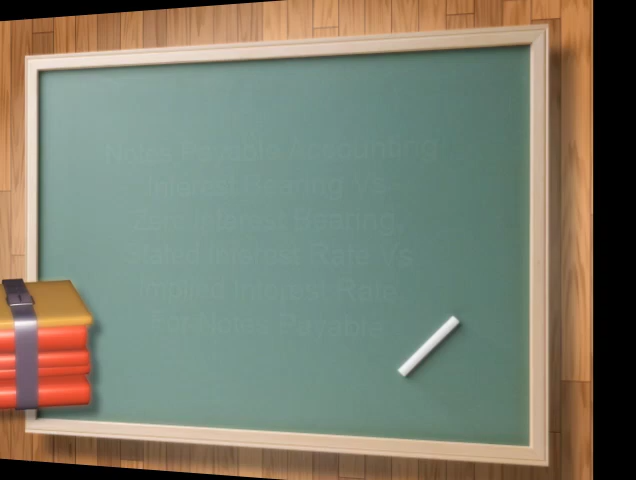 Notes Payable Accounting
Interest Bearing Vs
Zero Interest Bearing,
Stated Interest Rate Vs
Implied Interest Rate
For Notes Payable